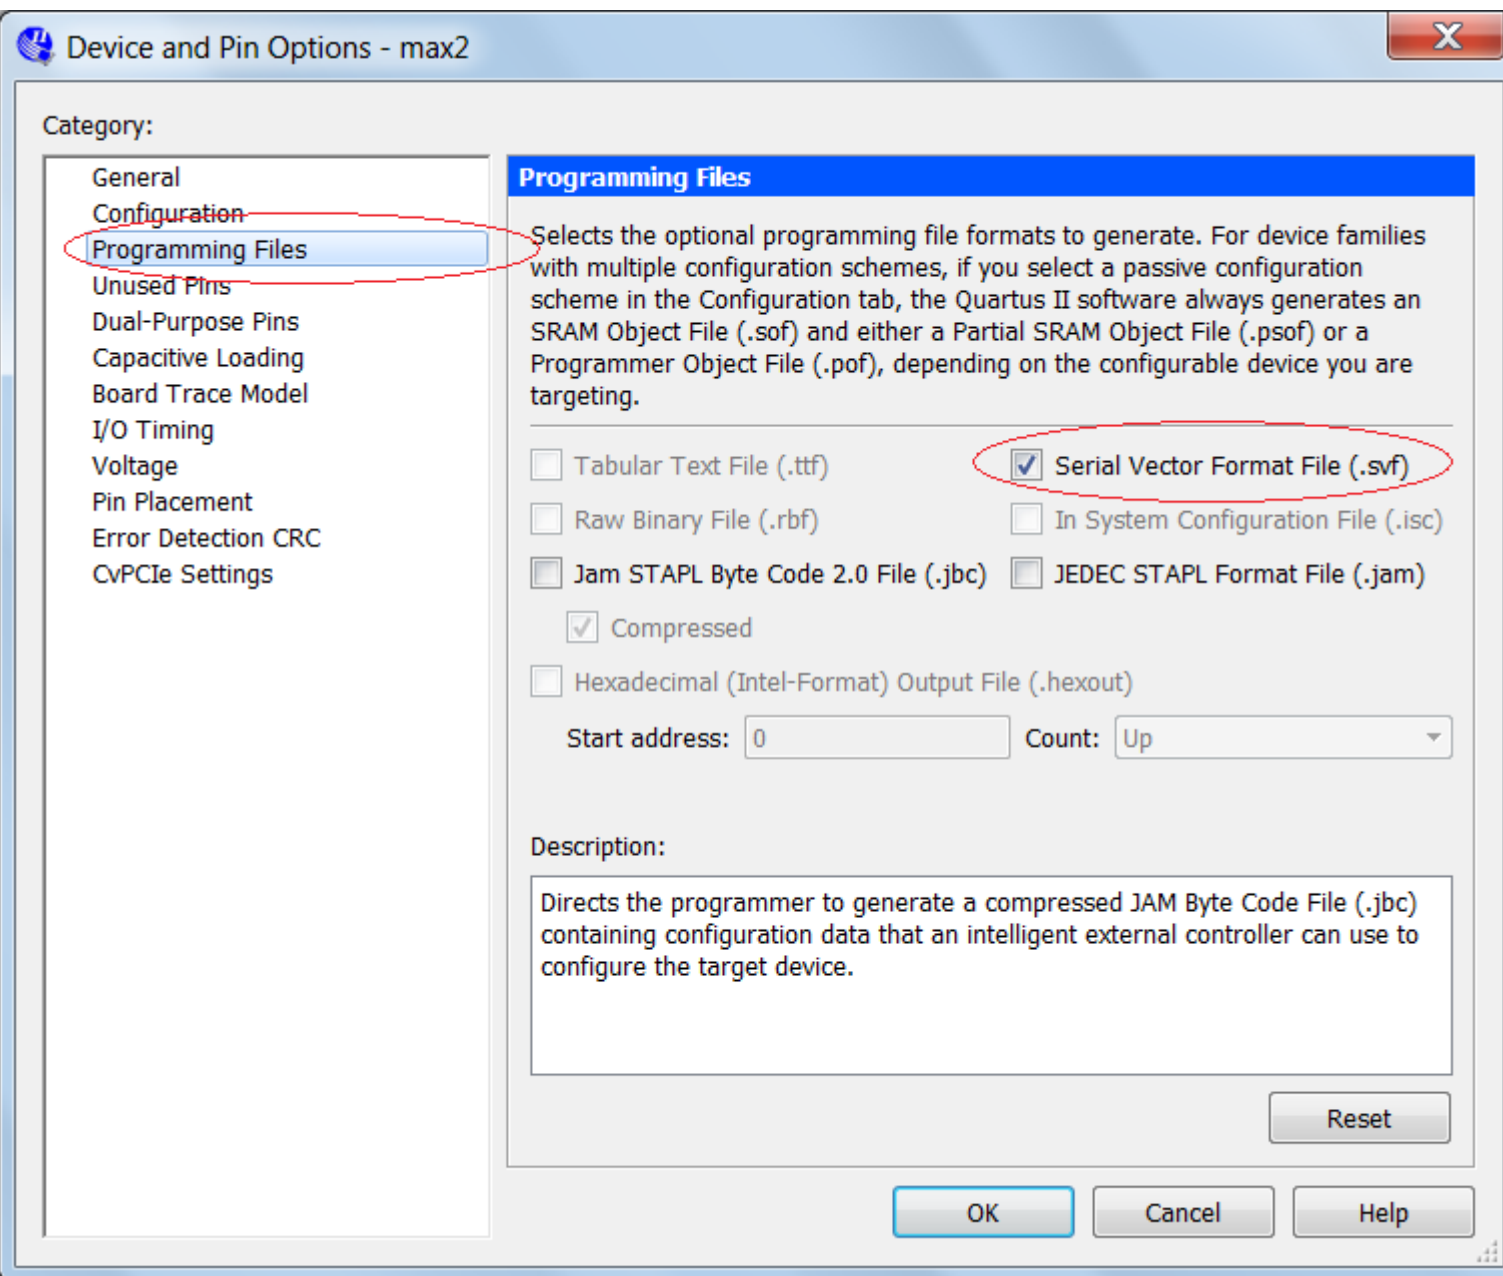 Device and Pin Options - max2
Category:
General
Configuration
Programming Files
Unused Pins
Dual-Purpose Pins
Capacitive Loading
Board Trace Model
I/O Timing
Voltage
Pin Placement
Error Detection CRC
CvPCIe Settings
Programming Files
Selects the optional programming file formats to generate. For device families
with multiple configuration schemes, if you select a passive configuration
scheme in the Configuration tab, the Quartus II software always generates an
SRAM Object File (.sof) and either a Partial SRAM Object File (.psof) or a
Programmer Object File (.pof), depending on the configurable device you are
targeting.
Tabular Text File (.ttf)
Serial Vector Format File (.svf)
Raw Binary File (.rbf)
In System Configuration File (.isc)
Jam STAPL Byte Code 2.0 File (.jbc)
JEDEC STAPL Format File (.jam)
Compressed
Hexadecimal (Intel-Format) Output File (.hexout)
Start address: 0 Count: Up
Description:
Directs the programmer to generate a compressed JAM Byte Code File (.jbc)
containing configuration data that an intelligent external controller can use to
configure the target device.
Reset
OK Cancel Help